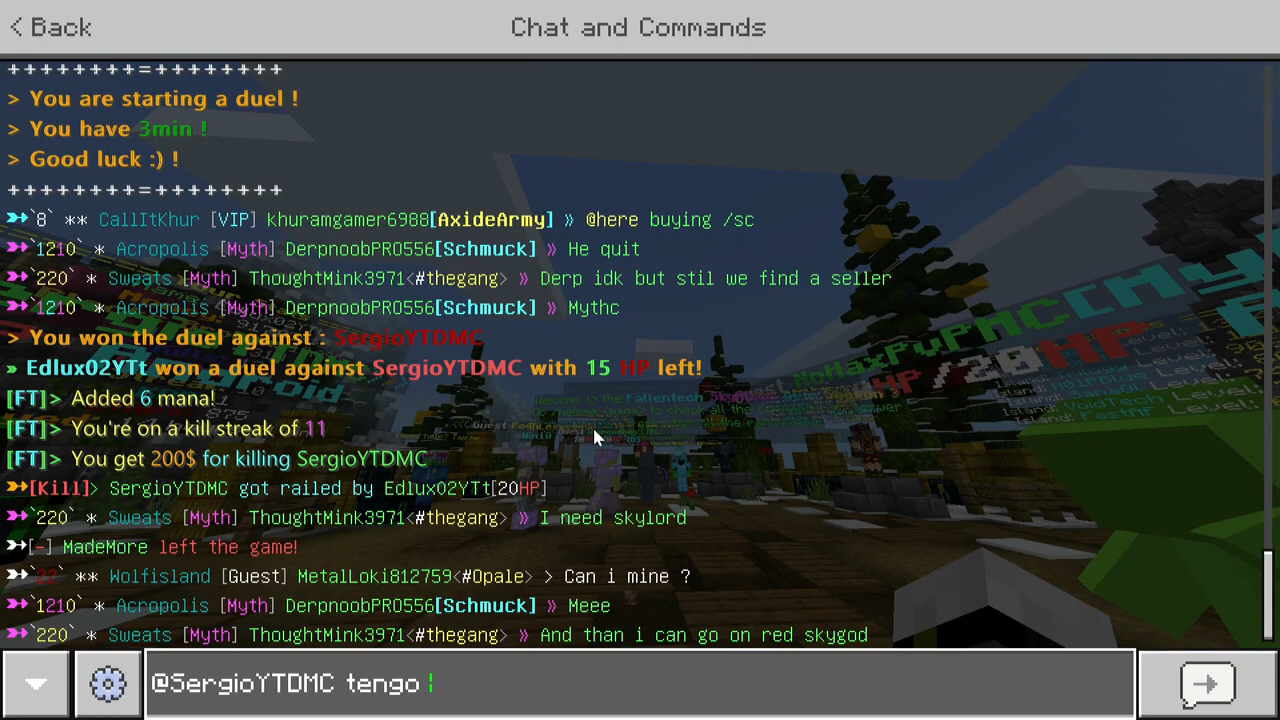 < Back
Chat and Commands
++++++++=++++++++
> You are starting a duel !
> You have 3min !
> Good luck :) !
++++++++=++++++++
➳`8` ** CallItKhur [VIP] khuramgamer6988[AxideArmy] » @here buying /sc
➳`1210` * Acropolis [Myth] DerpnoobPRO556[Schmuck] » He quit
➳`220` * Sweats [Myth] ThoughtMink3971<#thegang> » Derp idk but stil we find a seller
➳`1210` * Acropolis [Myth] DerpnoobPRO556[Schmuck] » Mythc
> You won the duel against : SergioYTDMC
» Edlux02YTt won a duel against SergioYTDMC with 15 HP left!
[FT]> Added 6 mana!
[FT]> You're on a kill streak of 11
[FT]> You get 200$ for killing SergioYTDMC
➳[Kill]> SergioYTDMC got railed by Edlux02YTt[20HP]
➳`220` * Sweats [Myth] ThoughtMink3971<#thegang> » I need skylord
➳[-] MadeMore left the game!
➳`22` ** Wolfisland [Guest] MetalLoki812759<#Opale> > Can i mine ?
➳`1210` * Acropolis [Myth] DerpnoobPRO556[Schmuck] » Meee
➳`220` * Sweats [Myth] ThoughtMink3971<#thegang> » And than i can go on red skygod
@SergioYTDMC tengo